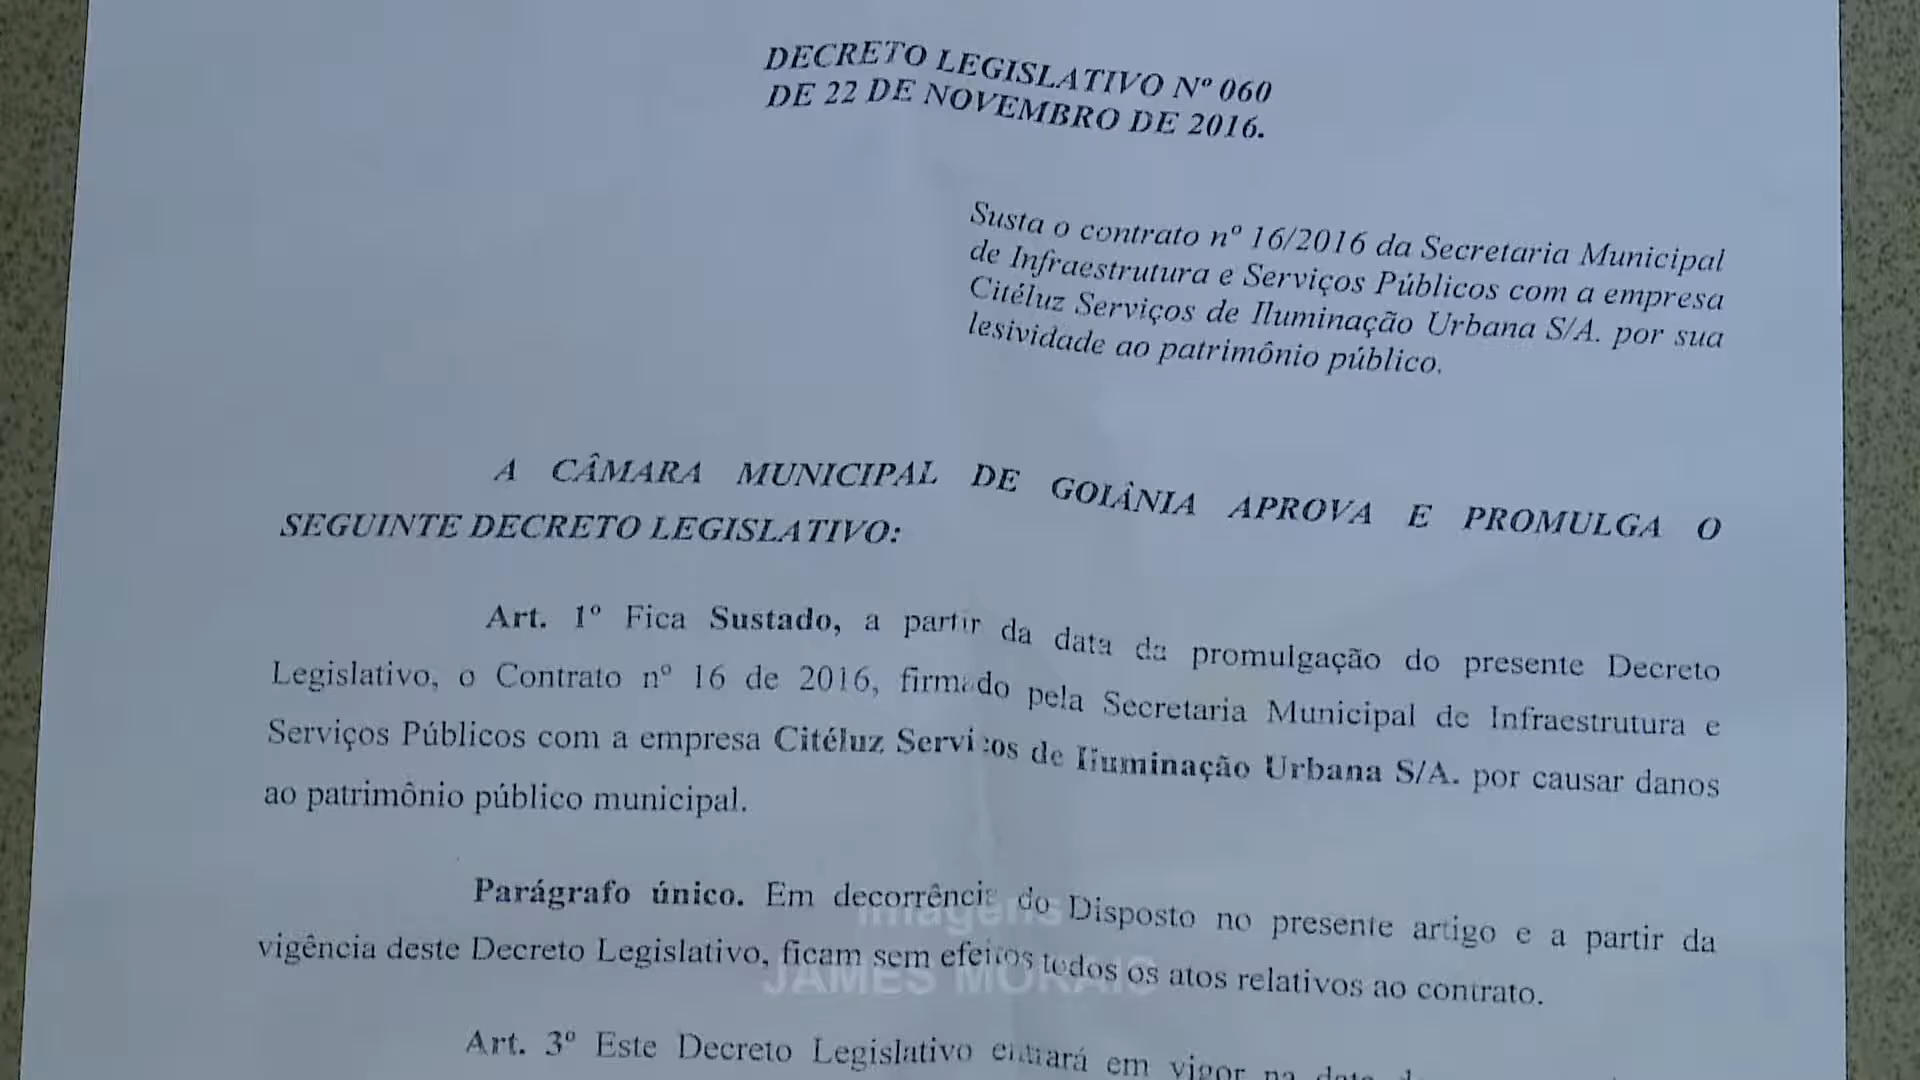 DECRETO LEGISLATIVO Nº 060
DE 22 DE NOVEMBRO DE 2016.
Susta o contrato nº 16/2016 da Secretaria Municipal
de Infraestrutura e Serviços Públicos com a empresa
Citéluz Serviços de Iluminação Urbana S/A. por sua
lesividade ao patrimônio público.
A CÂMARA MUNICIPAL DE GOIÂNIA APROVA E PROMULGA O
SEGUINTE DECRETO LEGISLATIVO:
Art. 1º Fica Sustado, a partir da data da promulgação do presente Decreto
Legislativo, o Contrato nº 16 de 2016, firmado pela Secretaria Municipal de Infraestrutura e
Serviços Públicos com a empresa Citéluz Serviços de Iluminação Urbana S/A. por causar danos
ao patrimônio público municipal.
Parágrafo único. Em decorrência do Disposto no presente artigo e a partir da
vigência deste Decreto Legislativo, ficam sem efeitos todos os atos relativos ao contrato.
Imagens
JAMES MORAIS
Art. 3º Este Decreto Legislativo entrará em vigor na data